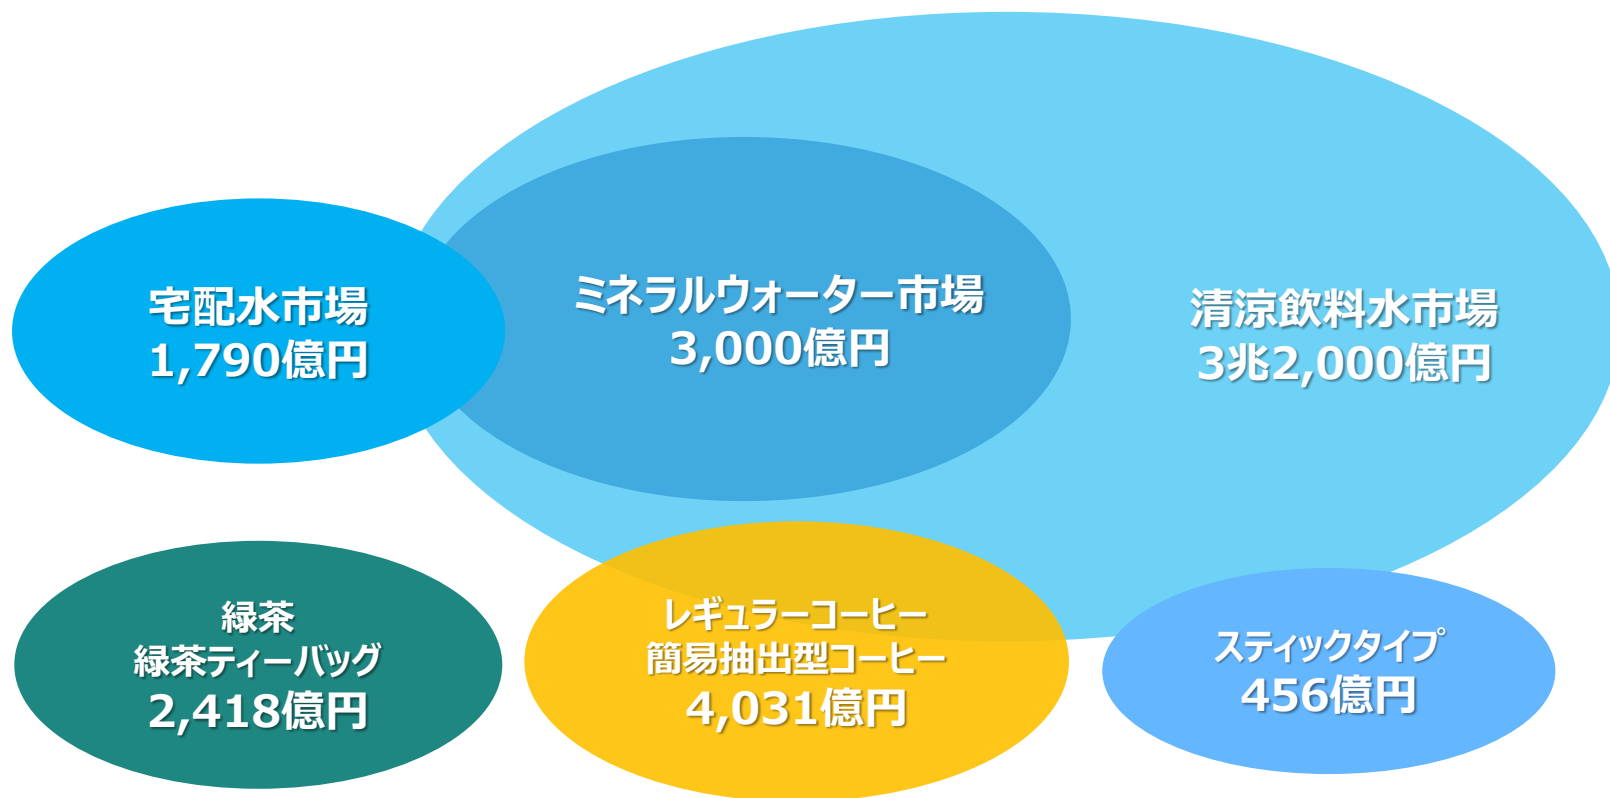 宅配水市場
1,790億円
ミネラルウォーター市場
3,000億円
清涼飲料水市場
3兆2,000億円
緑茶
緑茶ティーバッグ
2,418億円
レギュラーコーヒー
簡易抽出型コーヒー
4,031億円
スティックタイプ
456億円